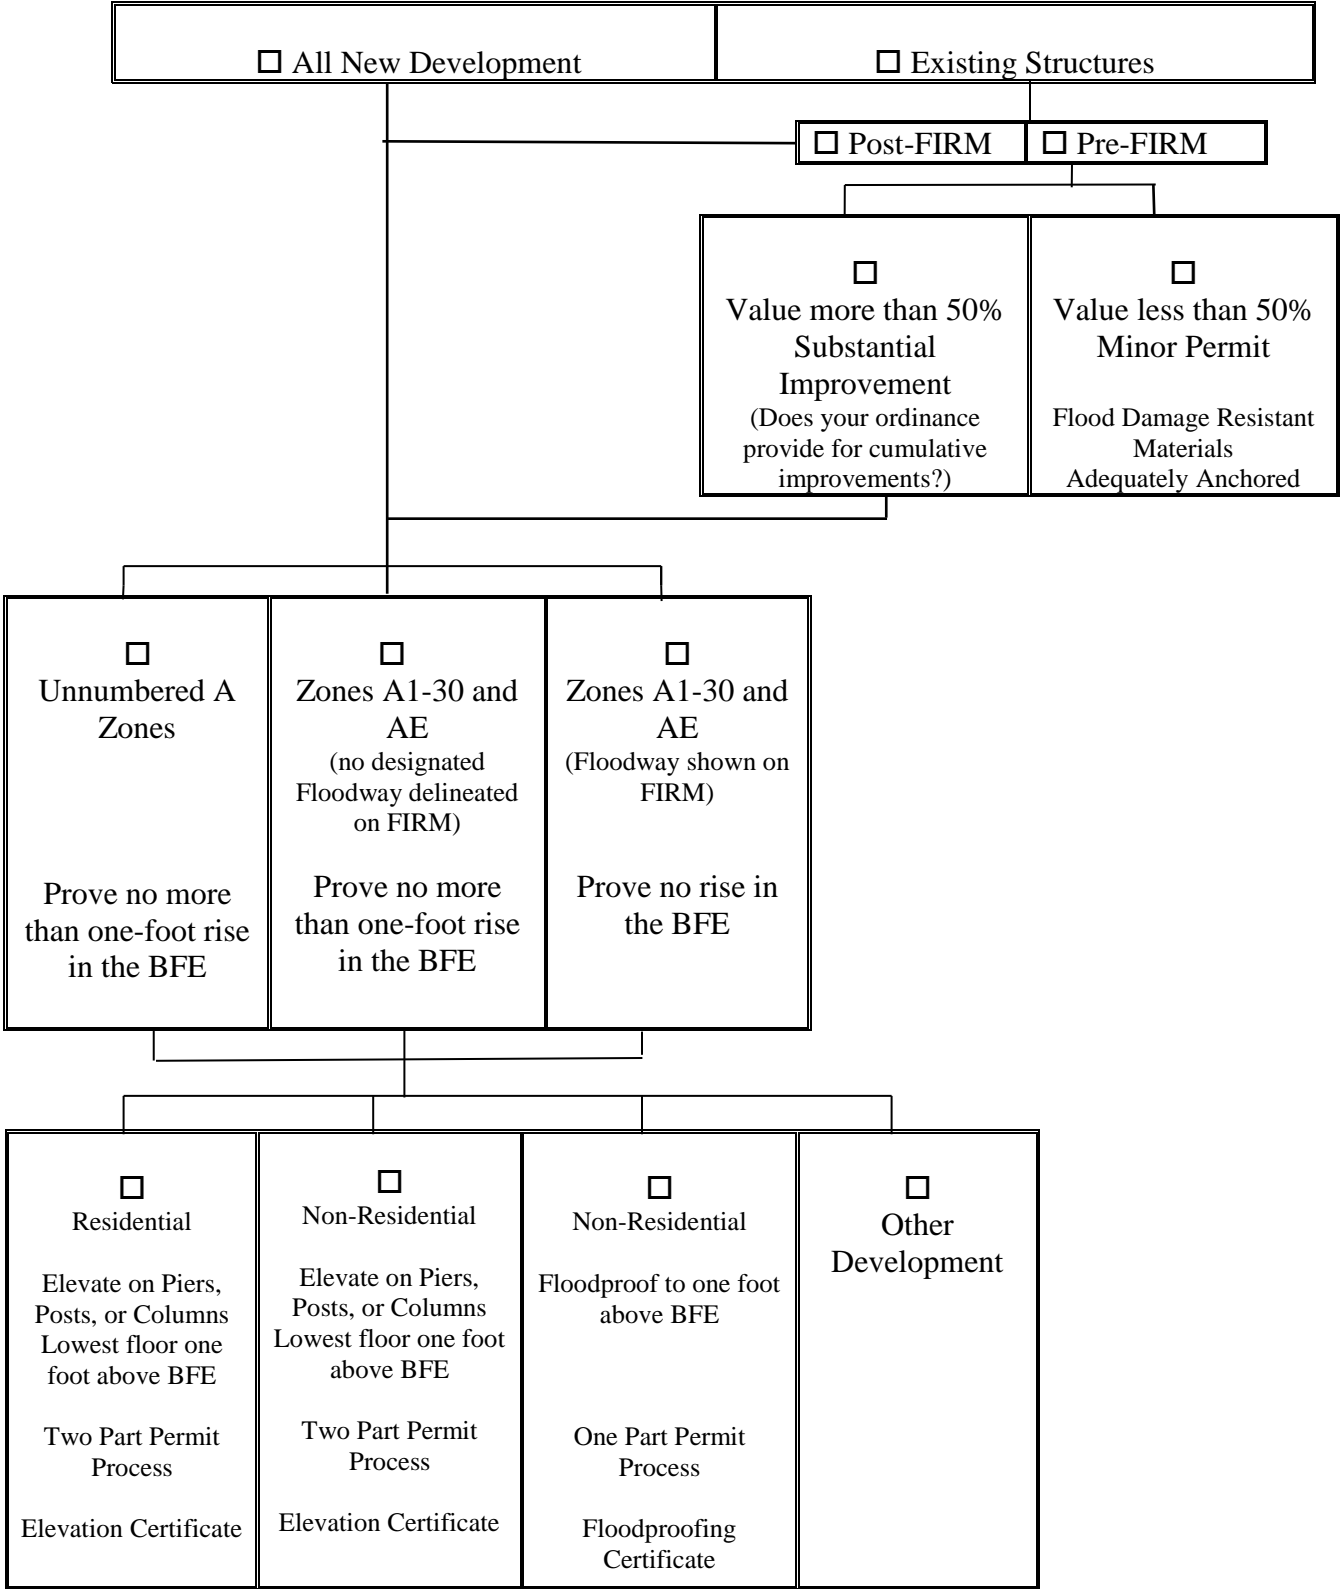 ☐ All New Development
☐ Existing Structures
☐ Post-FIRM
☐ Pre-FIRM
☐
Value more than 50%
Substantial
Improvement
(Does your ordinance
provide for cumulative
improvements?)
☐
Value less than 50%
Minor Permit
Flood Damage Resistant
Materials
Adequately Anchored
☐
Unnumbered A
Zones
Prove no more
than one-foot rise
in the BFE
☐
Zones A1-30 and
AE
(no designated
Floodway delineated
on FIRM)
Prove no more
than one-foot rise
in the BFE
☐
Zones A1-30 and
AE
(Floodway shown on
FIRM)
Prove no rise in
the BFE
☐
Residential
Elevate on Piers,
Posts, or Columns
Lowest floor one
foot above BFE
Two Part Permit
Process
Elevation Certificate
☐
Non-Residential
Elevate on Piers,
Posts, or Columns
Lowest floor one foot
above BFE
Two Part Permit
Process
Elevation Certificate
☐
Non-Residential
Floodproof to one foot
above BFE
One Part Permit
Process
Floodproofing
Certificate
☐
Other
Development